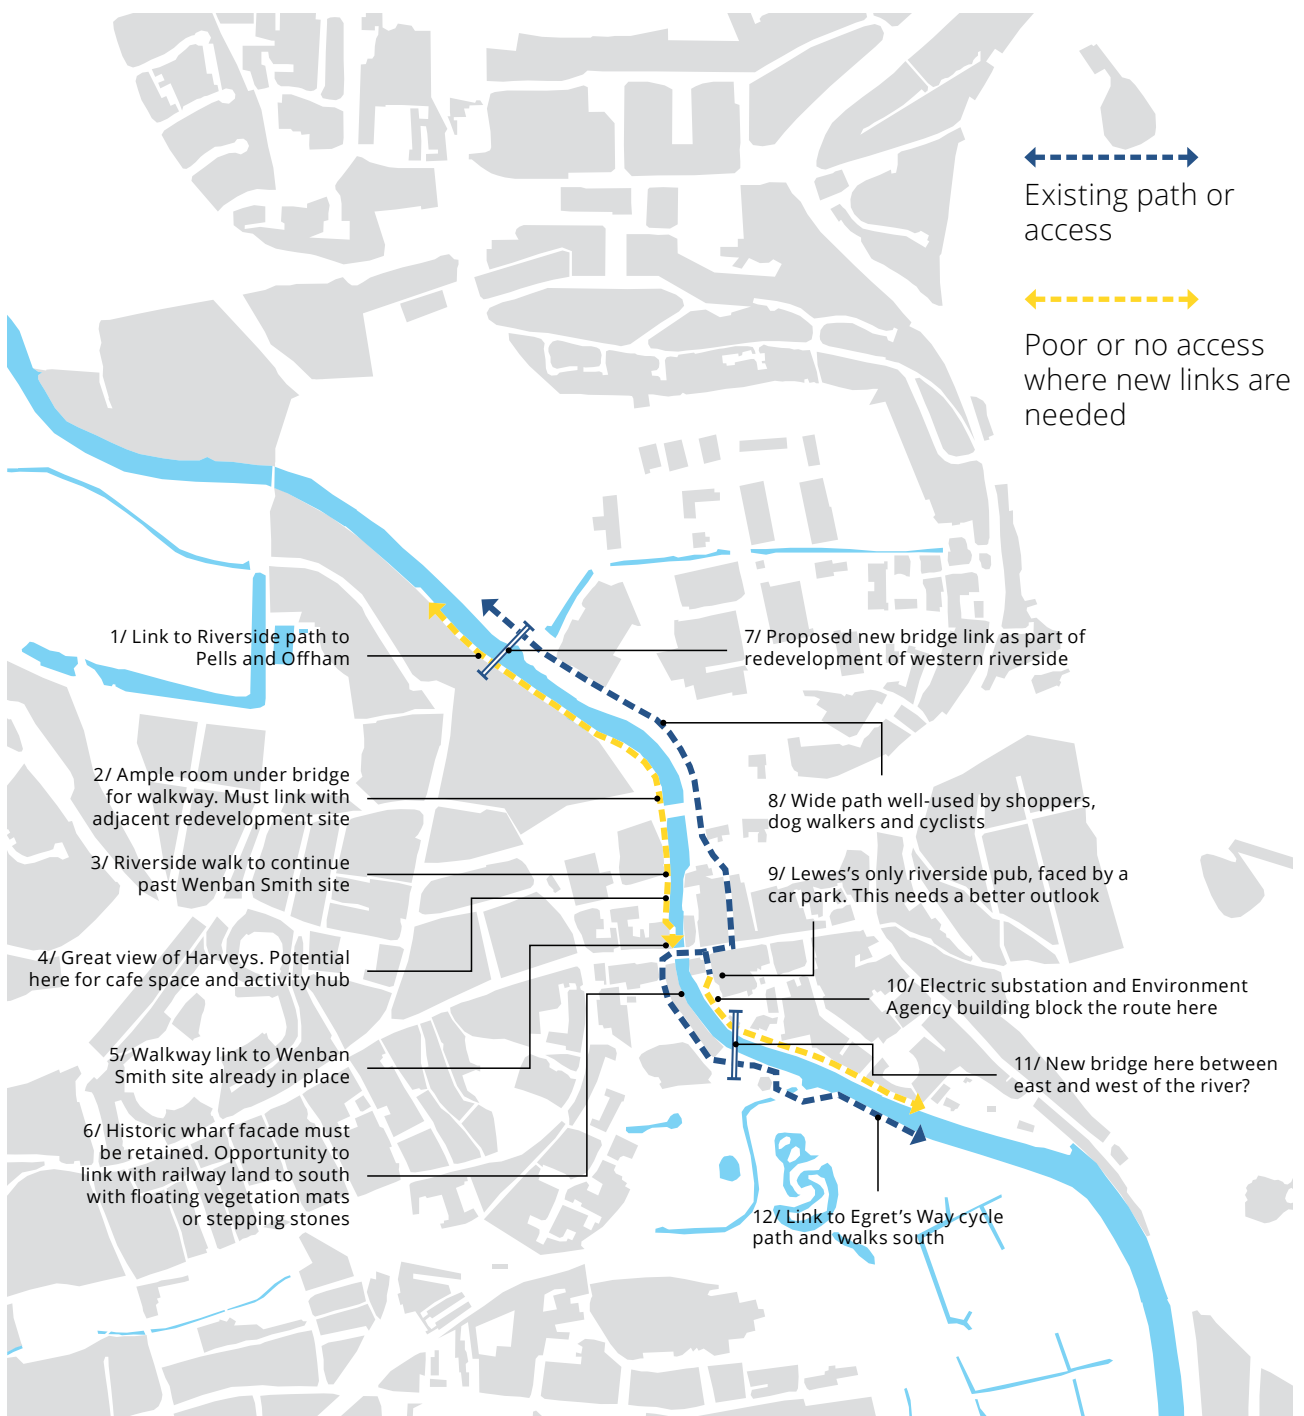 Existing path or
access
Poor or no access
where new links are
needed
1/ Link to Riverside path to
Pells and Offham
2/ Ample room under bridge
for walkway. Must link with
adjacent redevelopment site
3/ Riverside walk to continue
past Wenban Smith site
4/ Great view of Harveys. Potential
here for cafe space and activity hub
5/ Walkway link to Wenban
Smith site already in place
6/ Historic wharf facade must
be retained. Opportunity to
link with railway land to south
with floating vegetation mats
or stepping stones
7/ Proposed new bridge link as part of
redevelopment of western riverside
8/ Wide path well-used by shoppers,
dog walkers and cyclists
9/ Lewes’s only riverside pub, faced by a
car park. This needs a better outlook
10/ Electric substation and Environment
Agency building block the route here
11/ New bridge here between
east and west of the river?
12/ Link to Egret’s Way cycle
path and walks south